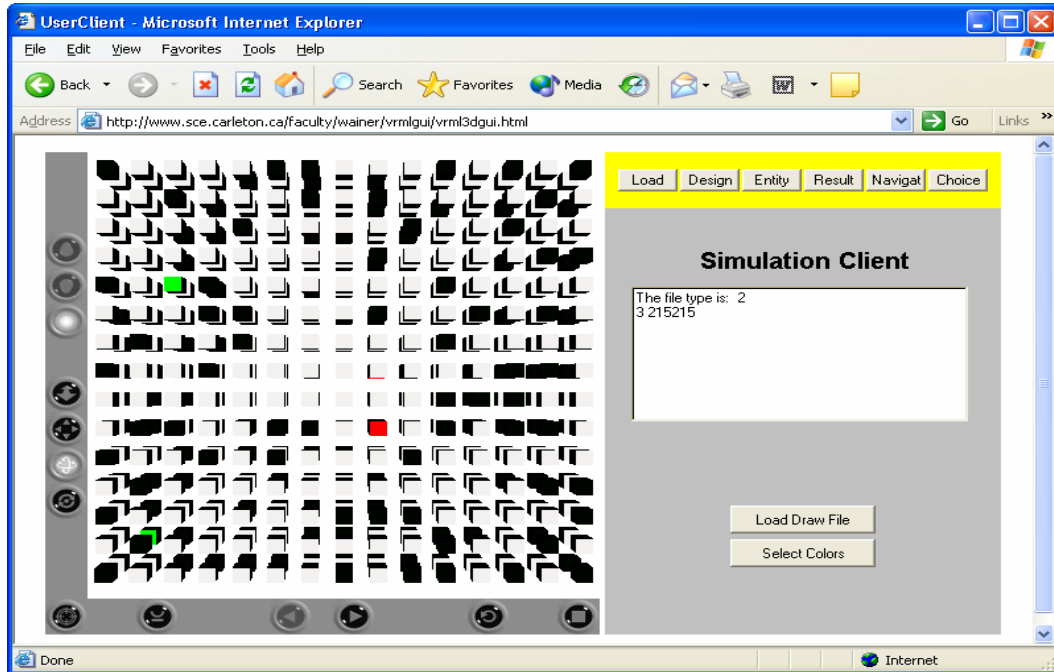 UserClient - Microsoft Internet Explorer
File Edit View Favorites Tools Help
Back Search Favorites Media W
Address http://www.sce.carleton.ca/faculty/wainer/vrmlgui/vrml3dgui.html Go Links »
Load Design Entity Result Navigat Choice
Simulation Client
The file type is: 2
3 215215
Load Draw File
Select Colors
Done Internet